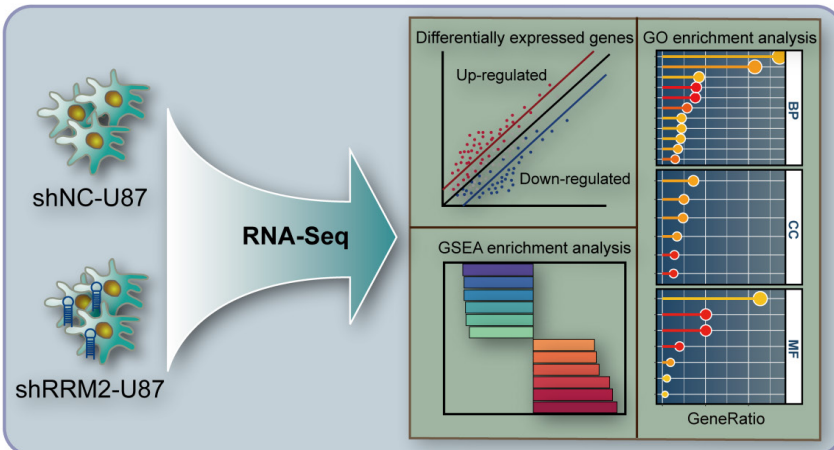 shNC-U87
shRRM2-U87
RNA-Seq
Differentially expressed genes
Up-regulated
Down-regulated
GSEA enrichment analysis
GO enrichment analysis
BP
CC
MF
GeneRatio